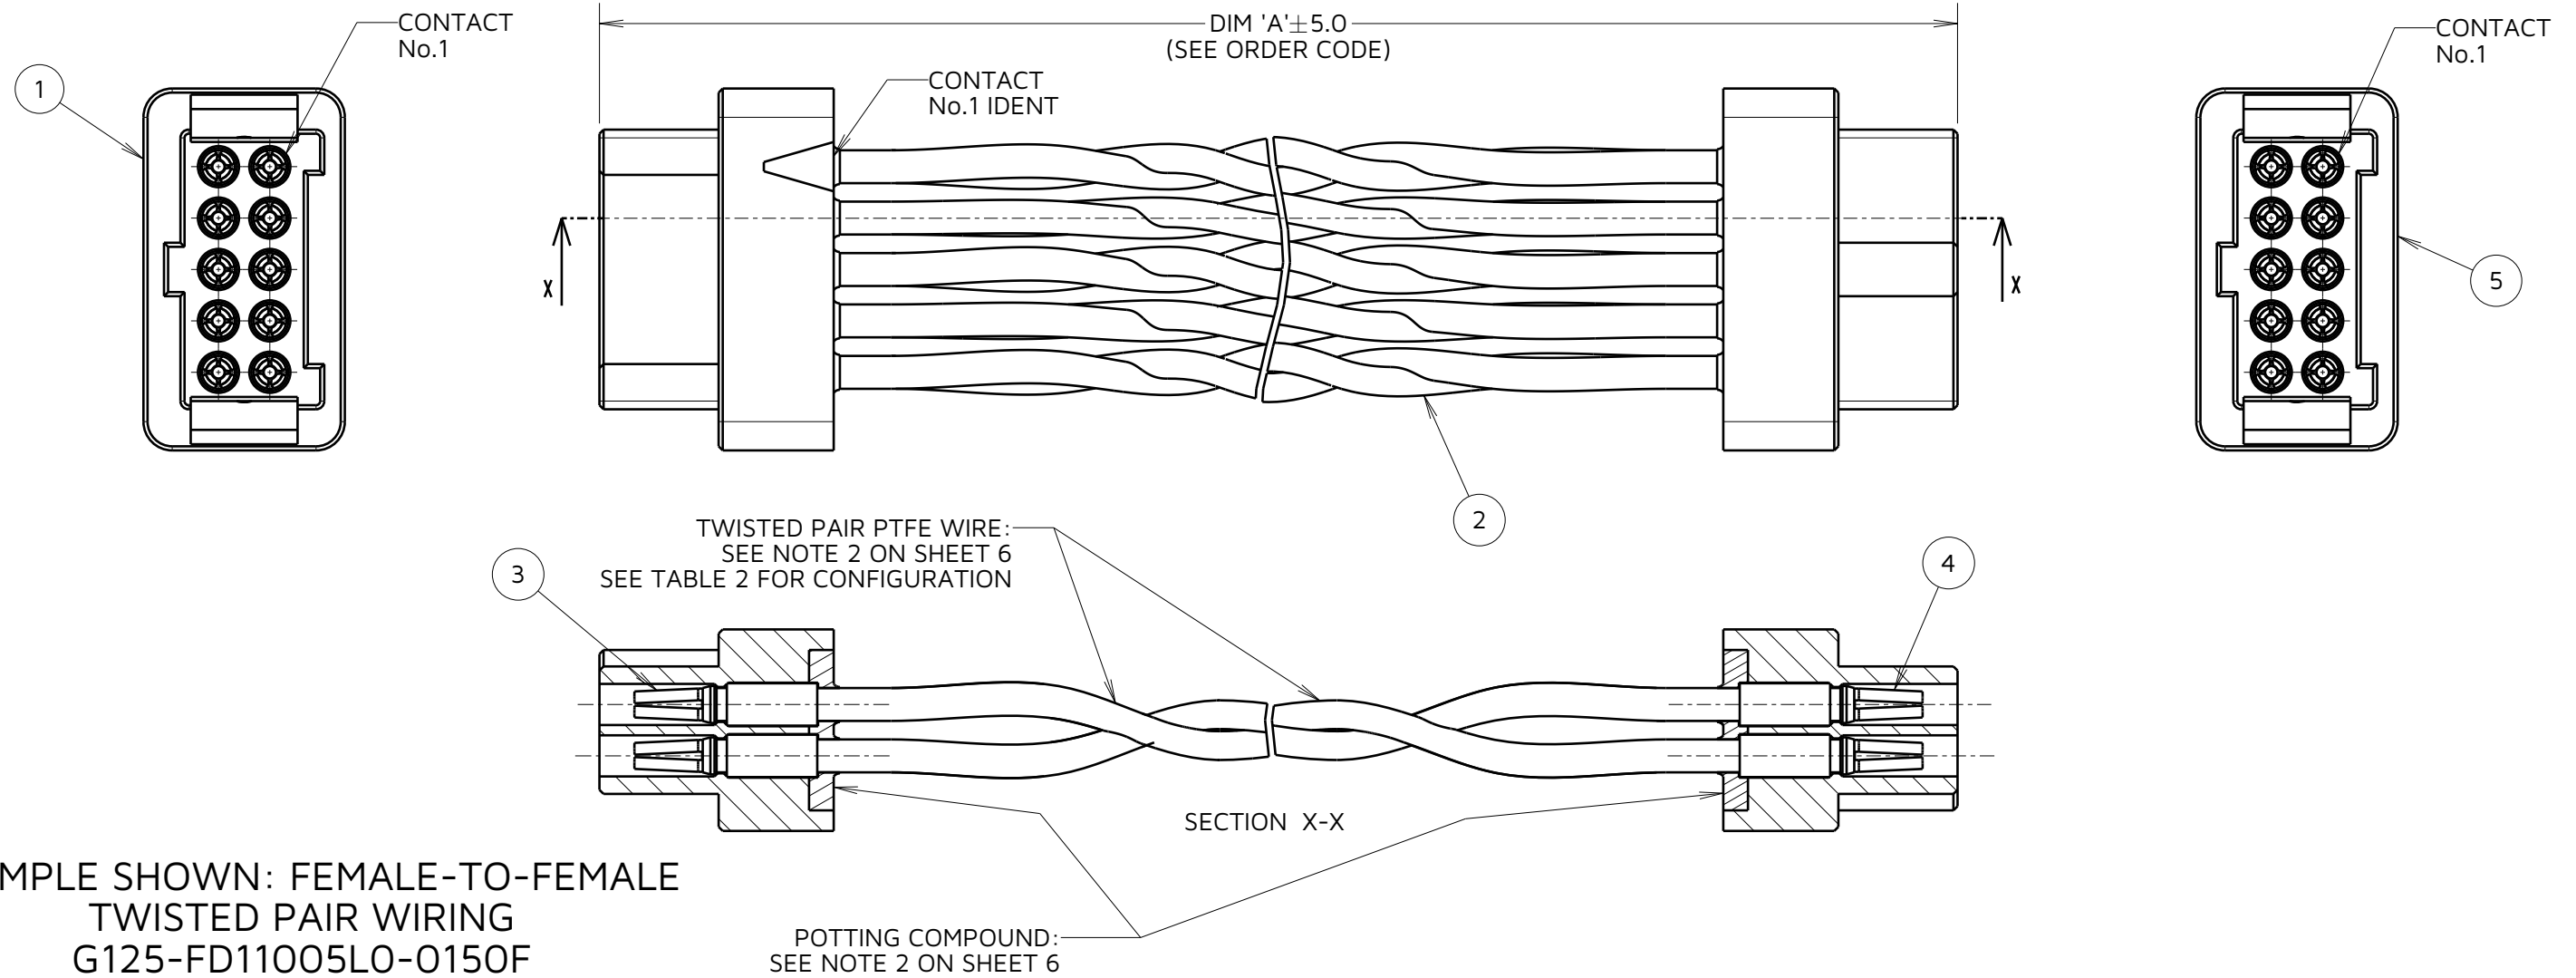 CONTACT
No.1
DIM 'A'±5.0
(SEE ORDER CODE)
CONTACT
No.1
1
CONTACT
No.1 IDENT
X
X
5
2
TWISTED PAIR PTFE WIRE:
SEE NOTE 2 ON SHEET 6
SEE TABLE 2 FOR CONFIGURATION
3
4
SECTION X-X
MPLE SHOWN: FEMALE-TO-FEMALE
TWISTED PAIR WIRING
G125-FD11005L0-0150F
POTTING COMPOUND:
SEE NOTE 2 ON SHEET 6